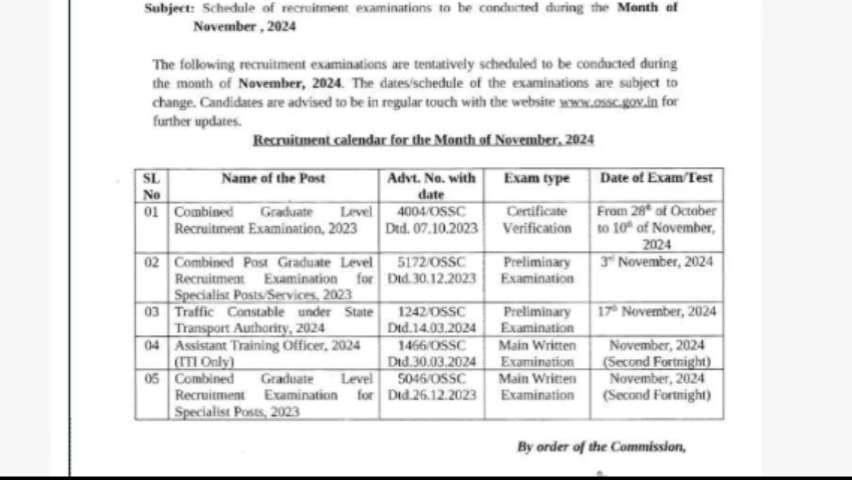 Subject: Schedule of recruitment examinations to be conducted during the Month of
November , 2024
The following recruitment examinations are tentatively scheduled to be conducted during
the month of November, 2024. The dates/schedule of the examinations are subject to
change. Candidates are advised to be in regular touch with the website www.ossc.gov.in for
further updates.
Recruitment calendar for the Month of November, 2024
SL No Name of the Post Advt. No. with date Exam type Date of Exam/Test
01 Combined Graduate Level Recruitment Examination, 2023 4004/OSSC Dtd. 07.10.2023 Certificate Verification From 28th of October to 10th of November, 2024
02 Combined Post Graduate Level Recruitment Examination for Specialist Posts/Services, 2023 5172/OSSC Dtd.30.12.2023 Preliminary Examination 3rd November, 2024
03 Traffic Constable under State Transport Authority, 2024 1242/OSSC Dtd.14.03.2024 Preliminary Examination 17th November, 2024
04 Assistant Training Officer, 2024 (ITI Only) 1466/OSSC Dtd.30.03.2024 Main Written Examination November, 2024 (Second Fortnight)
05 Combined Graduate Level Recruitment Examination for Specialist Posts, 2023 5046/OSSC Dtd.26.12.2023 Main Written Examination November, 2024 (Second Fortnight)
By order of the Commission,